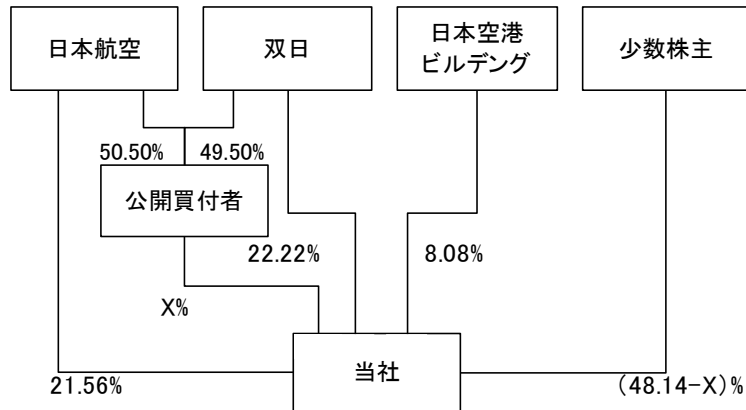 日本航空
双日
日本空港
ビルデング
少数株主
50.50%
49.50%
公開買付者
22.22%
8.08%
X%
当社
21.56%
(48.14-X)%